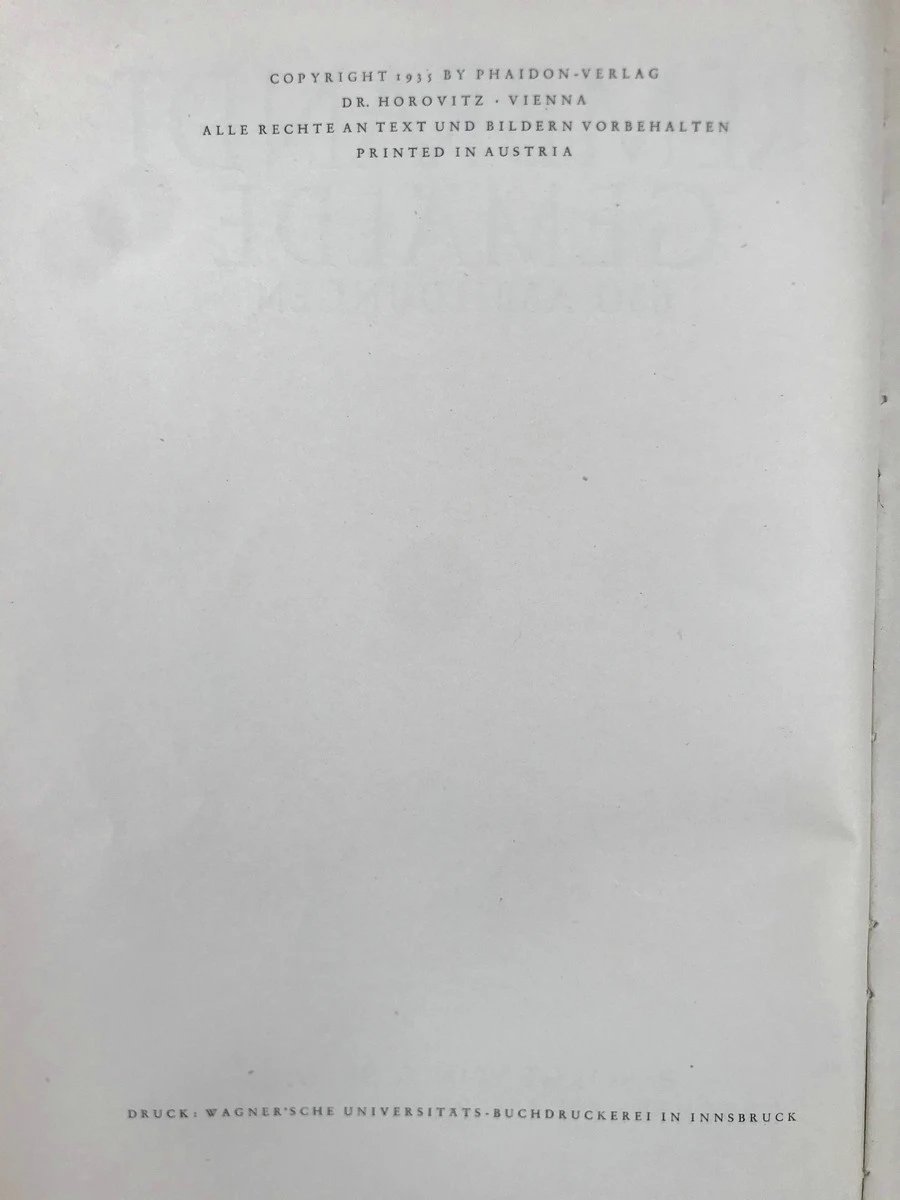 COPYRIGHT 1935 BY PHAIDON-VERLAG
DR. HOROVITZ · VIENNA
ALLE RECHTE AN TEXT UND BILDERN VORBEHALTEN
PRINTED IN AUSTRIA
GEMÄLDE
DRUCK: WAGNER'SCHE UNIVERSITÄTS-BUCHDRUCKEREI IN INNSBRUCK